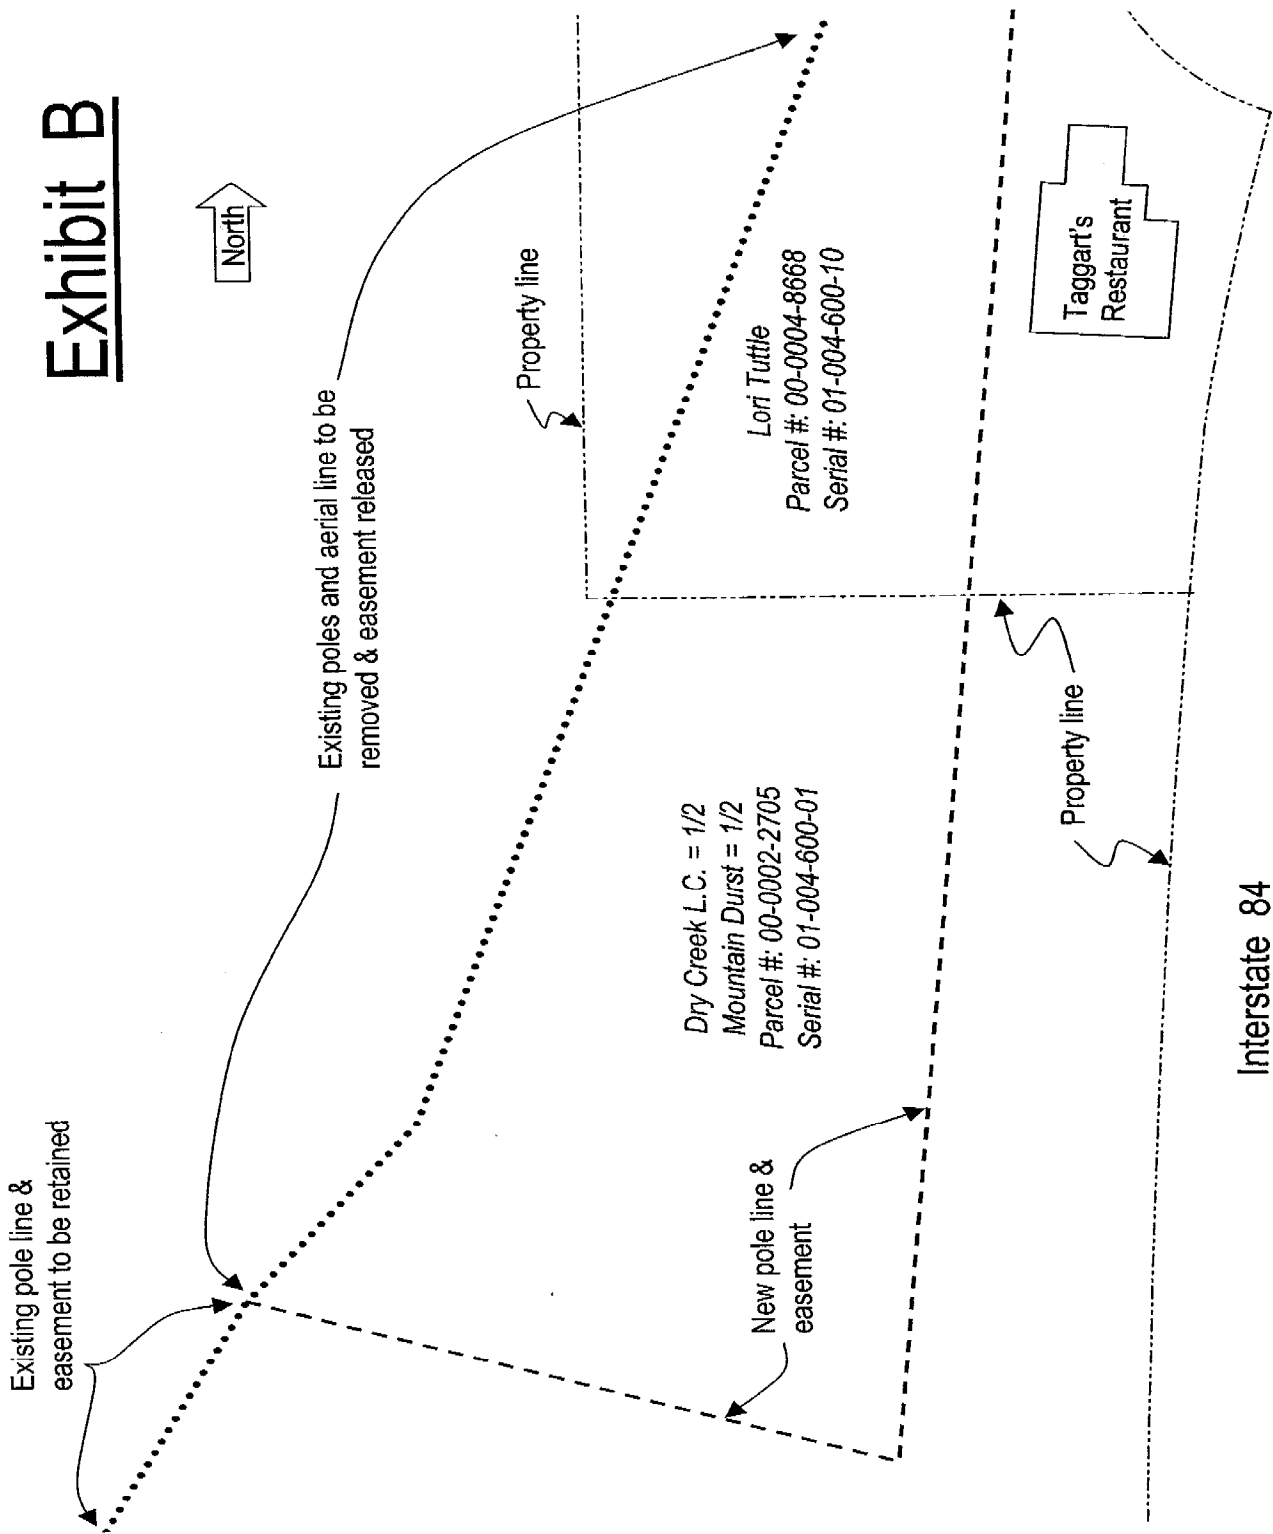 Exhibit B
North
Existing pole line &
easement to be retained
Existing poles and aerial line to be
removed & easement released
Property line
Lori Tuttle
Parcel #: 00-0004-8668
Serial #: 01-004-600-10
Taggart's
Restaurant
Dry Creek L.C. = 1/2
Mountain Durst = 1/2
Parcel #: 00-0002-2705
Serial #: 01-004-600-01
New pole line &
easement
Property line
Interstate 84